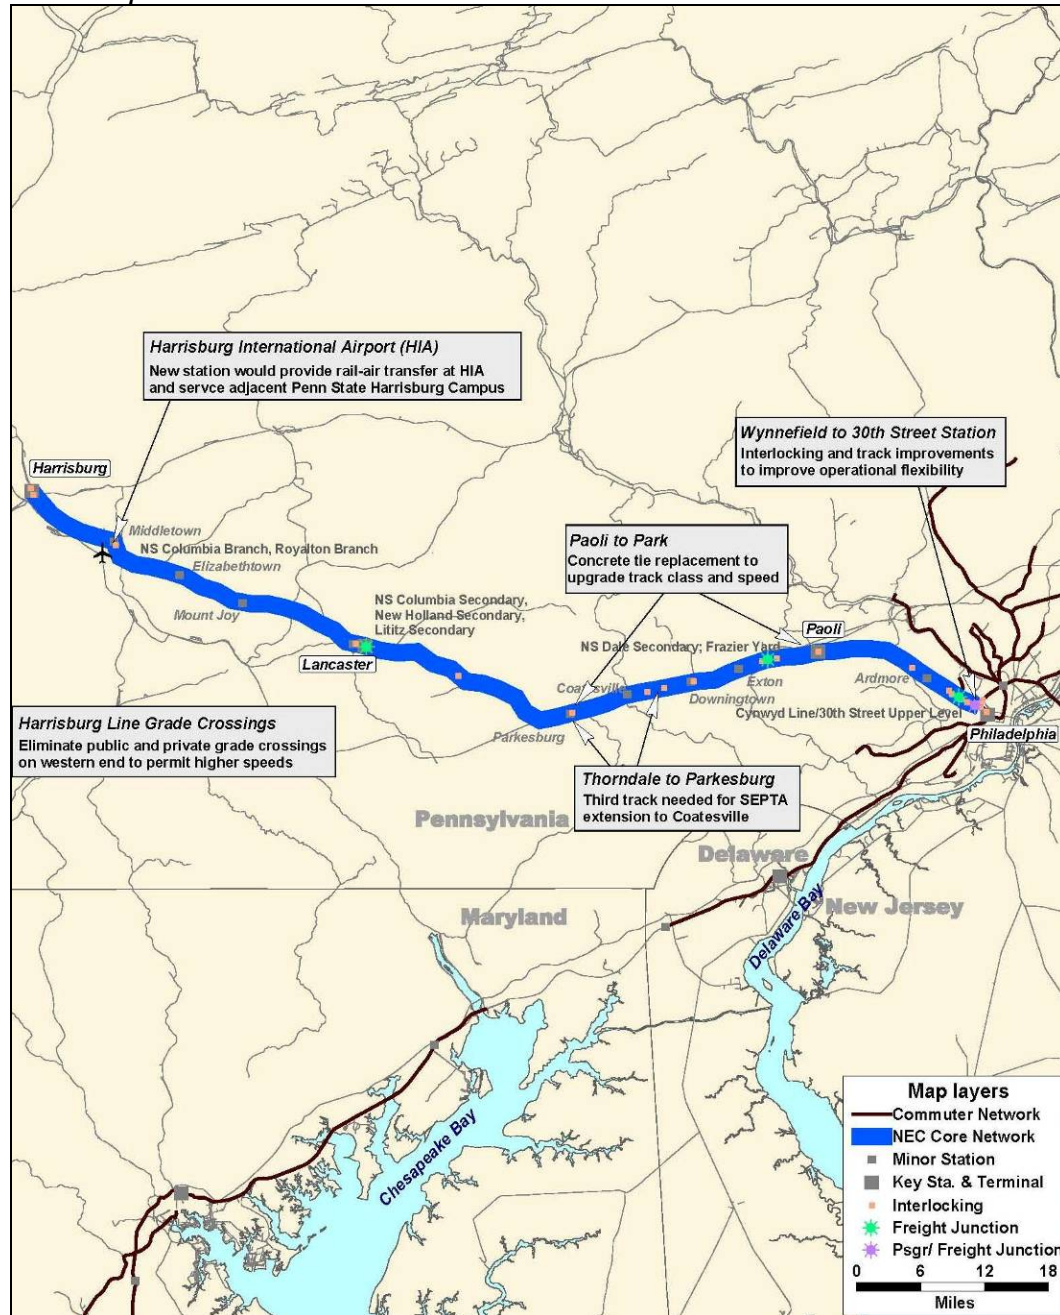 Harrisburg International Airport (HIA)
New station would provide rail-air transfer at HIA
and servce adjacent Penn State Harrisburg Campus
Wynnefield to 30th Street Station
Interlocking and track improvements
to improve operational flexibility
Harrisburg
Middletown
NS Columbia Branch, Royalton Branch
Elizabethtown
Mount Joy
Paoli to Park
Concrete tie replacement to
upgrade track class and speed
NS Columbia Secondary,
New Holland Secondary,
Lititz Secondary
Lancaster
NS Dale Secondary; Frazier Yard
Paoli
Exton
Ardmore
Coatesville
Downingtown
Cynwyd Line/30th Street Upper Level
Philadelphia
Parkesburg
Harrisburg Line Grade Crossings
Eliminate public and private grade crossings
on western end to permit higher speeds
Thorndale to Parkesburg
Third track needed for SEPTA
extension to Coatesville
Pennsylvania
Delaware
Maryland
New Jersey
Delaware Bay
Chesapeake Bay
Map layers
Commuter Network
NEC Core Network
Minor Station
Key Sta. & Terminal
Interlocking
Freight Junction
Psgr/ Freight Junction
0 6 12 18
Miles